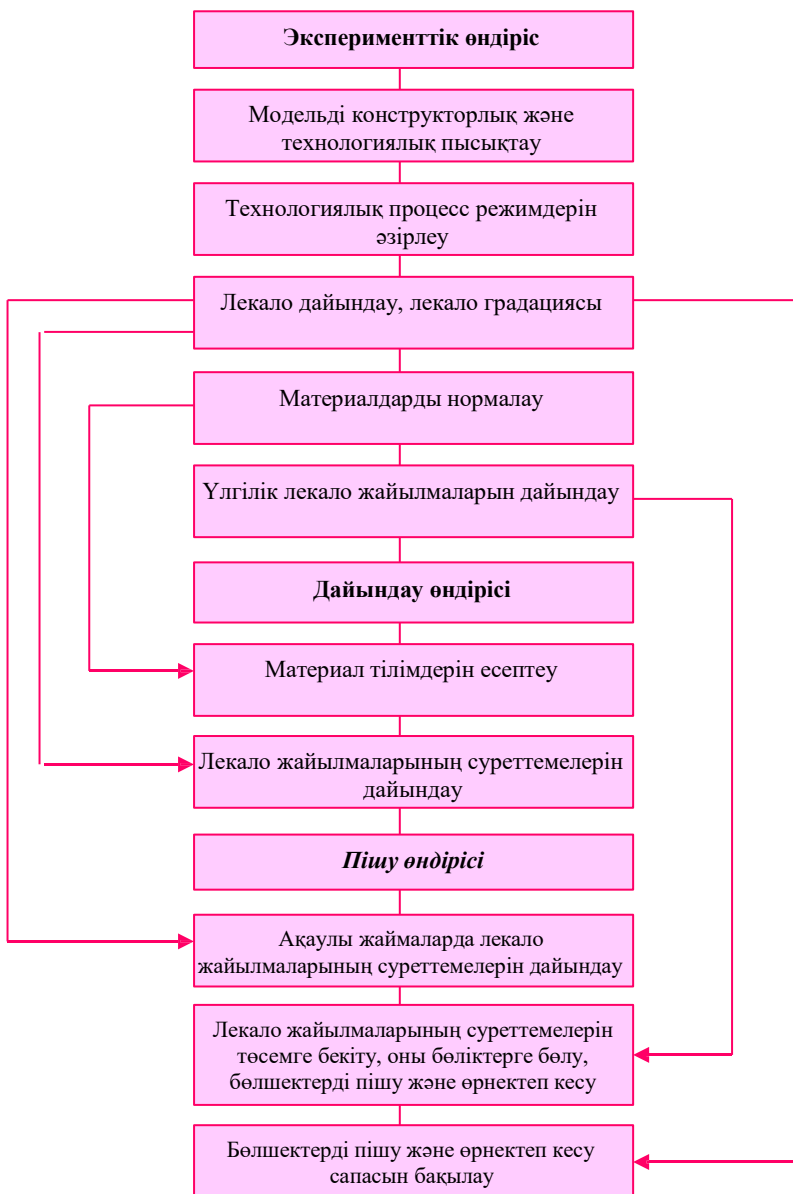 Эксперименттік өндіріс
Модельді конструкторлық және
технологиялық пысықтау
Технологиялық процесс режимдерін
әзірлеу
Лекало дайындау, лекало градациясы
Материалдарды нормалау
Үлгілік лекало жайылмаларын дайындау
Дайындау өндірісі
Материал тілімдерін есептеу
Лекало жайылмаларының суреттемелерін
дайындау
Пішу өндірісі
Ақаулы жаймаларда лекало
жайылмаларының суреттемелерін дайындау
Лекало жайылмаларының суреттемелерін
төсемге бекіту, оны бөліктерге бөлу,
бөлшектерді пішу және өрнектеп кесу
Бөлшектерді пішу және өрнектеп кесу
сапасын бақылау